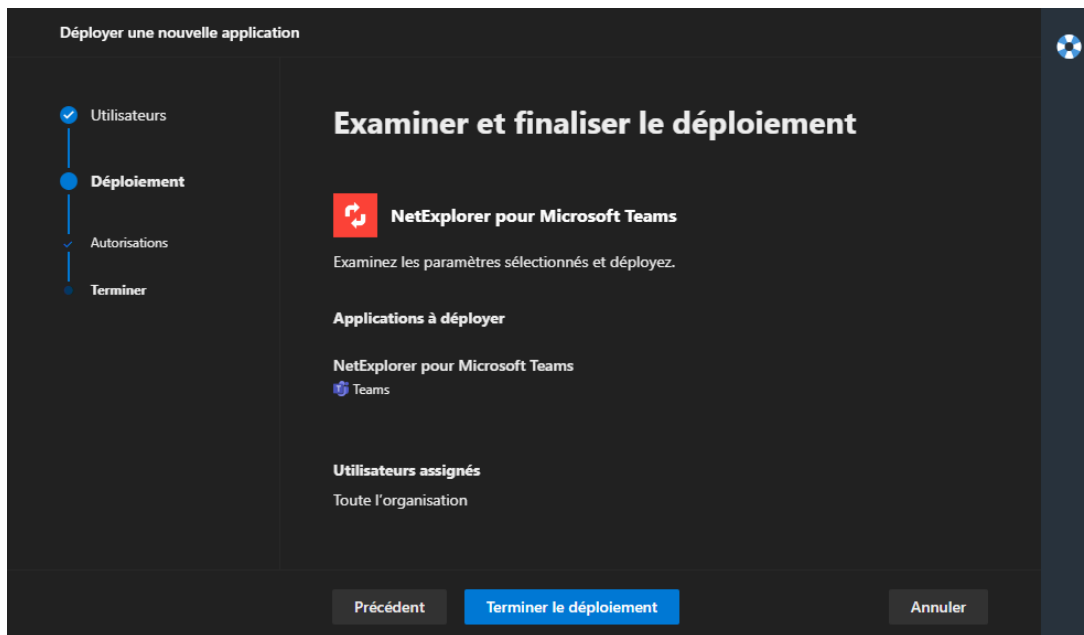 Déployer une nouvelle application
Utilisateurs
Déploiement
Autorisations
Terminer
Examiner et finaliser le déploiement
NetExplorer pour Microsoft Teams
Examinez les paramètres sélectionnés et déployez.
Applications à déployer
NetExplorer pour Microsoft Teams
Teams
Utilisateurs assignés
Toute l’organisation
Précédent
Terminer le déploiement
Annuler